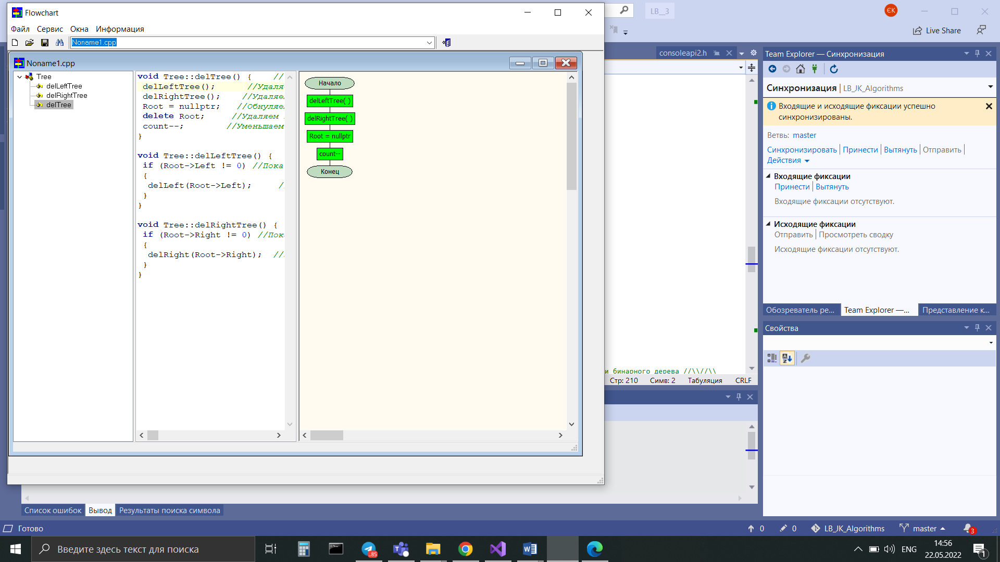 Flowchart
Файл Сервис Окна Информация
Noname1.cpp
Noname1.cpp
Tree
delLeftTree
delRightTree
delTree
void Tree::delTree() { //
delLeftTree(); //Удаля
delRightTree(); //Удаляе
Root = nullptr; //Обнуляе
delete Root; //Удаляем
count--; //Уменьшаем
}
void Tree::delLeftTree() {
if (Root->Left != 0) //Пока
{
delLeft(Root->Left); //
}
}
void Tree::delRightTree() {
if (Root->Right != 0) //Пок
{
delRight(Root->Right); //
}
}
Начало
delLeftTree( )
delRightTree( )
Root = nullptr
count--
Конец
LB__3
ЄК
Live Share
consoleapi2.h
и бинарного дерева //\\//\\
Стр: 210 Симв: 2 Табуляция CRLF
Team Explorer — Синхронизация
Синхронизация | LB_JK_Algorithms
Входящие и исходящие фиксации успешно
синхронизированы.
Ветвь: master
Синхронизировать | Принести | Вытянуть | Отправить |
Действия
Входящие фиксации
Принести | Вытянуть
Входящие фиксации отсутствуют.
Исходящие фиксации
Отправить | Просмотреть сводку
Исходящие фиксации отсутствуют.
Обозреватель ре... Team Explorer —... Представление к...
Свойства
Список ошибок Вывод Результаты поиска символа
Готово
0 0 LB_JK_Algorithms master 3
Введите здесь текст для поиска
..85
ENG
14:56
22.05.2022
1